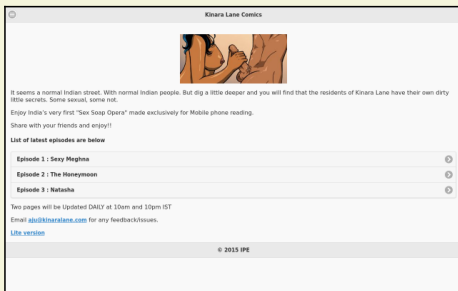 Kinara Lane Comics
It seems a normal Indian street. With normal Indian people. But dig a little deeper and you will find that the residents of Kinara Lane have their own dirty
little secrets. Some sexual, some not.
Enjoy India's very first "Sex Soap Opera" made exclusively for Mobile phone reading.
Share with your friends and enjoy!!
List of latest episodes are below
Episode 1 : Sexy Meghna
Episode 2 : The Honeymoon
Episode 3 : Natasha
Two pages will be Updated DAILY at 10am and 10pm IST
Email aju@kinaralane.com for any feedback/issues.
Lite version
© 2015 IPE